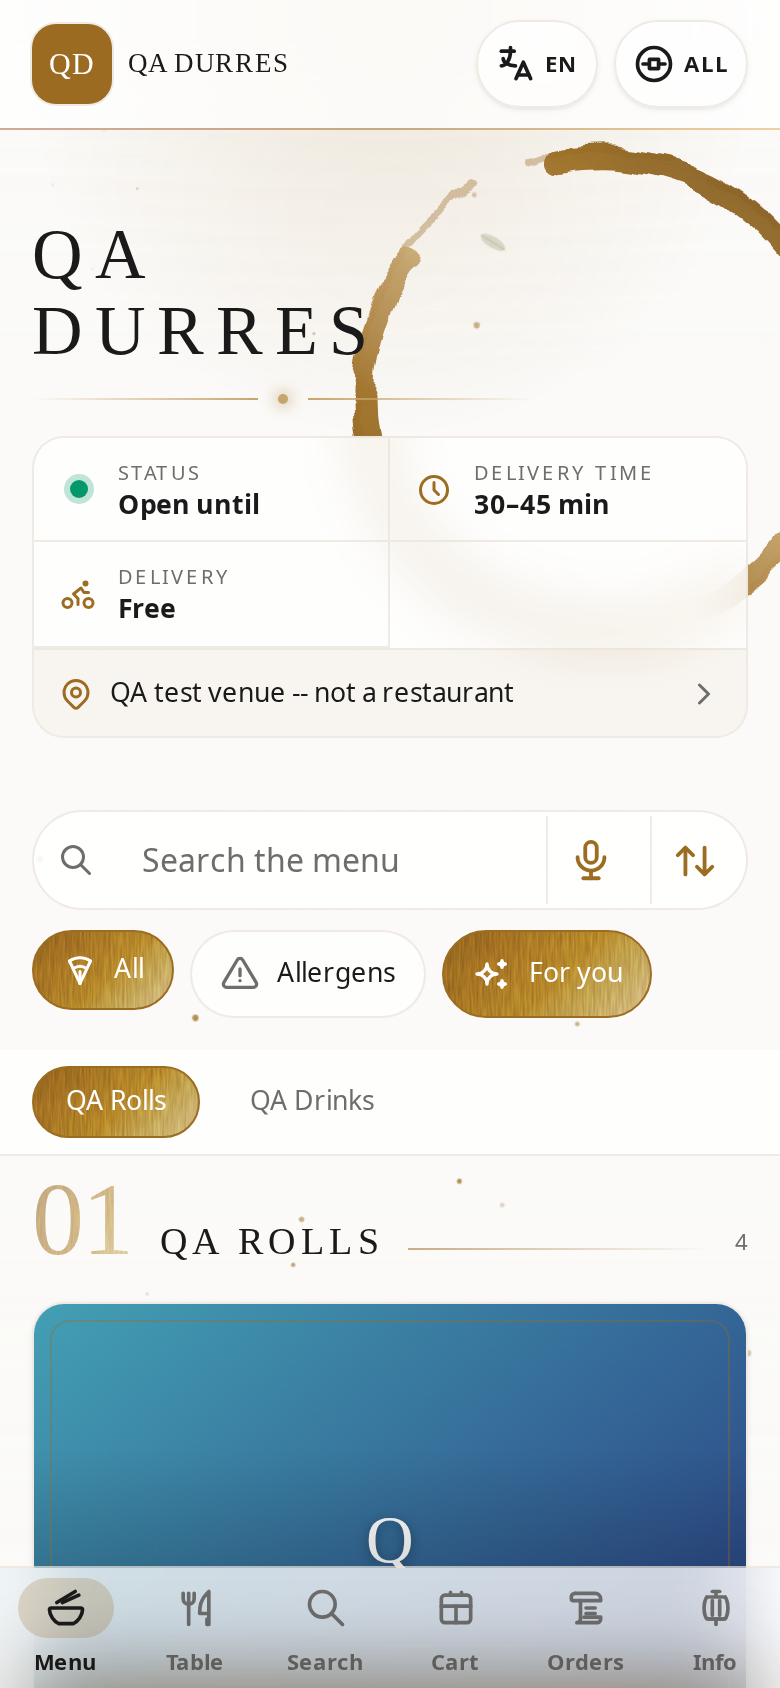 QD QA DURRES EN ALL
QA
DURRES
STATUS
Open until
DELIVERY TIME
30–45 min
DELIVERY
Free
QA test venue -- not a restaurant
Search the menu
All Allergens For you
QA Rolls QA Drinks
01 QA ROLLS 4
Q
Menu Table Search Cart Orders Info